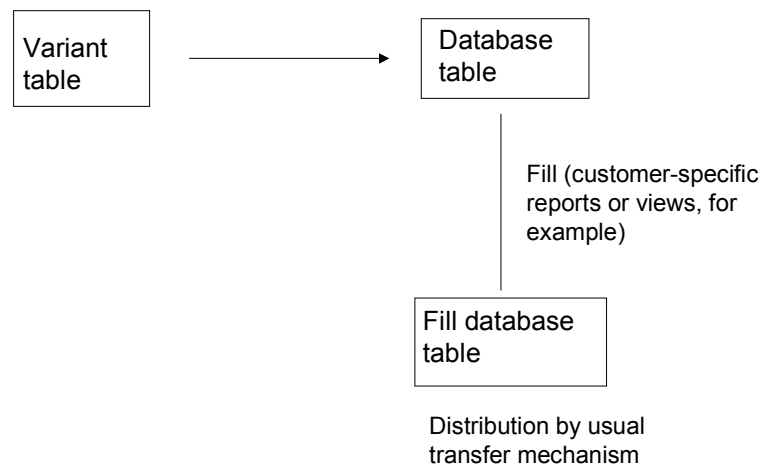 Variant
table
Database
table
Fill (customer-specific
reports or views, for
example)
Fill database
table
Distribution by usual
transfer mechanism